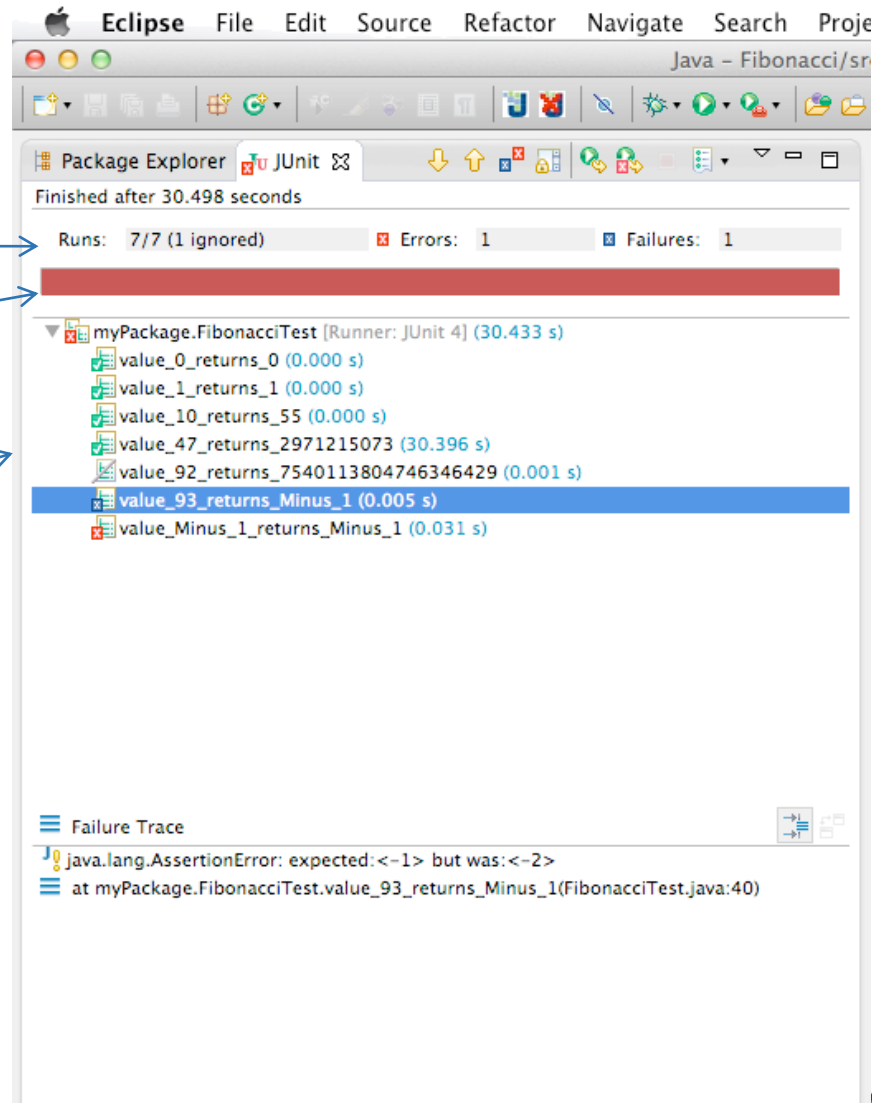 Eclipse File Edit Source Refactor Navigate Search Proje
Java – Fibonacci/sr
Package Explorer JUnit
Finished after 30.498 seconds
Runs: 7/7 (1 ignored) Errors: 1 Failures: 1
myPackage.FibonacciTest [Runner: JUnit 4] (30.433 s)
value_0_returns_0 (0.000 s)
value_1_returns_1 (0.000 s)
value_10_returns_55 (0.000 s)
value_47_returns_2971215073 (30.396 s)
value_92_returns_7540113804746346429 (0.001 s)
value_93_returns_Minus_1 (0.005 s)
value_Minus_1_returns_Minus_1 (0.031 s)
Failure Trace
java.lang.AssertionError: expected:<-1> but was:<-2>
at myPackage.FibonacciTest.value_93_returns_Minus_1(FibonacciTest.java:40)